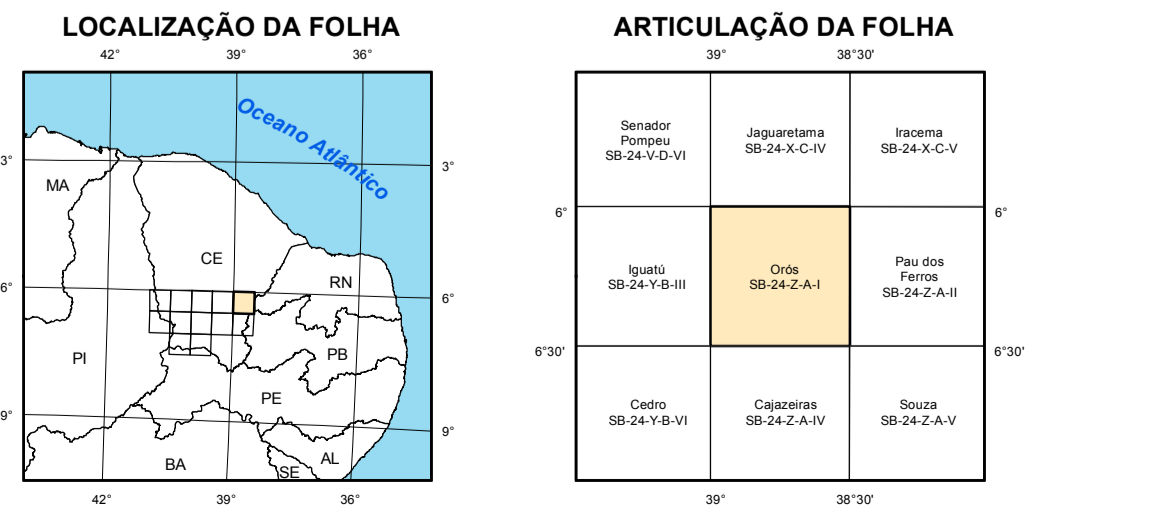 LOCALIZAÇÃO DA FOLHA
42° 39° 36°
Oceano Atlântico
3° 3°
MA
CE
RN
6° 6°
PI
PB
PE
9° 9°
BA
SE
AL
42° 39° 36°
ARTICULAÇÃO DA FOLHA
39° 38°30'
Senador
Pompeu
SB-24-V-D-VI
Jaguaretama
SB-24-X-C-IV
Iracema
SB-24-X-C-V
6° 6°
Iguatú
SB-24-Y-B-III
Orós
SB-24-Z-A-I
Pau dos
Ferros
SB-24-Z-A-II
6°30' 6°30'
Cedro
SB-24-Y-B-VI
Cajazeiras
SB-24-Z-A-IV
Souza
SB-24-Z-A-V
39° 38°30'